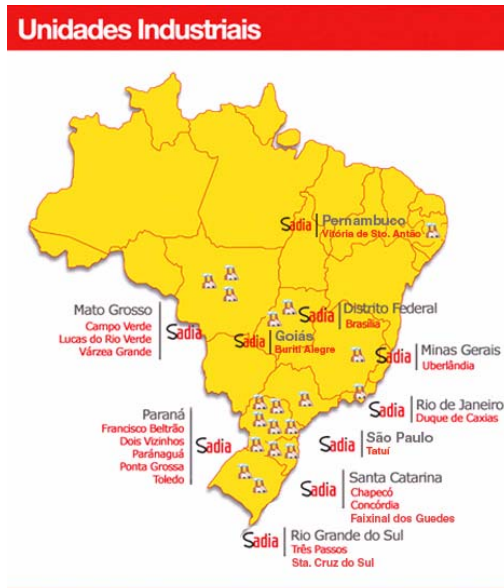 Unidades Industriais
Sadia
Pernambuco
Vitória de Sto. Antão
Mato Grosso
Campo Verde
Lucas do Rio Verde
Várzea Grande
Sadia
Sadia
Distrito Federal
Brasília
Sadia
Goiás
Buriti Alegre
Sadia
Minas Gerais
Uberlândia
Sadia
Rio de Janeiro
Duque de Caxias
Paraná
Francisco Beltrão
Dois Vizinhos
Paránaguá
Ponta Grossa
Toledo
Sadia
Sadia
São Paulo
Tatuí
Sadia
Santa Catarina
Chapecó
Concórdia
Faixinal dos Guedes
Sadia
Rio Grande do Sul
Três Passos
Sta. Cruz do Sul